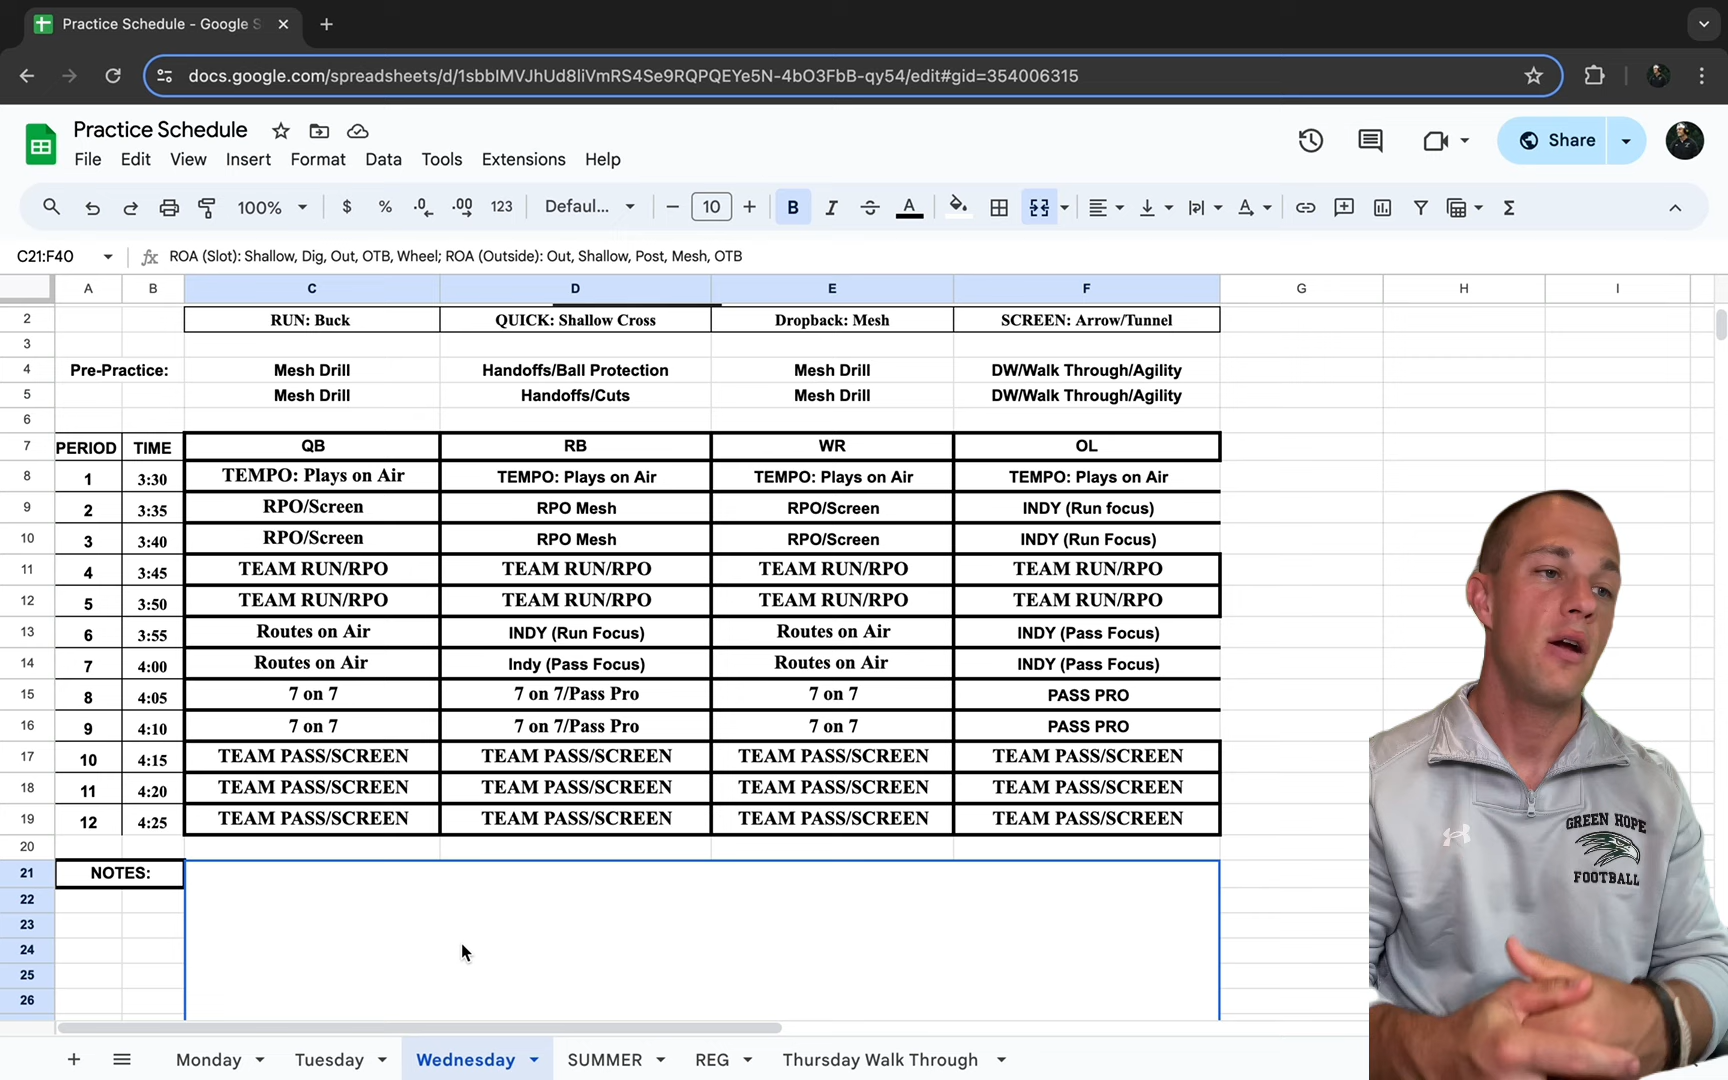 Practice Schedule - Google S
docs.google.com/spreadsheets/d/1sbblMVJhUd8liVmRS4Se9RQPQEYe5N-4bO3FbB-qy54/edit#gid=354006315
Practice Schedule
File Edit View Insert Format Data Tools Extensions Help
Share
100% $ % .0 .00 123 Defaul... 10 B I A
C21:F40 fx ROA (Slot): Shallow, Dig, Out, OTB, Wheel; ROA (Outside): Out, Shallow, Post, Mesh, OTB
A B C D E F G H I
2 RUN: Buck QUICK: Shallow Cross Dropback: Mesh SCREEN: Arrow/Tunnel
3
4 Pre-Practice: Mesh Drill Handoffs/Ball Protection Mesh Drill DW/Walk Through/Agility
5 Mesh Drill Handoffs/Cuts Mesh Drill DW/Walk Through/Agility
6
7 PERIOD TIME QB RB WR OL
8 1 3:30 TEMPO: Plays on Air TEMPO: Plays on Air TEMPO: Plays on Air TEMPO: Plays on Air
9 2 3:35 RPO/Screen RPO Mesh RPO/Screen INDY (Run focus)
10 3 3:40 RPO/Screen RPO Mesh RPO/Screen INDY (Run Focus)
11 4 3:45 TEAM RUN/RPO TEAM RUN/RPO TEAM RUN/RPO TEAM RUN/RPO
12 5 3:50 TEAM RUN/RPO TEAM RUN/RPO TEAM RUN/RPO TEAM RUN/RPO
13 6 3:55 Routes on Air INDY (Run Focus) Routes on Air INDY (Pass Focus)
14 7 4:00 Routes on Air Indy (Pass Focus) Routes on Air INDY (Pass Focus)
15 8 4:05 7 on 7 7 on 7/Pass Pro 7 on 7 PASS PRO
16 9 4:10 7 on 7 7 on 7/Pass Pro 7 on 7 PASS PRO
17 10 4:15 TEAM PASS/SCREEN TEAM PASS/SCREEN TEAM PASS/SCREEN TEAM PASS/SCREEN
18 11 4:20 TEAM PASS/SCREEN TEAM PASS/SCREEN TEAM PASS/SCREEN TEAM PASS/SCREEN
19 12 4:25 TEAM PASS/SCREEN TEAM PASS/SCREEN TEAM PASS/SCREEN TEAM PASS/SCREEN
20
21 NOTES:
22
23
24
25
26
GREEN HOPE
FOOTBALL
Monday Tuesday Wednesday SUMMER REG Thursday Walk Through